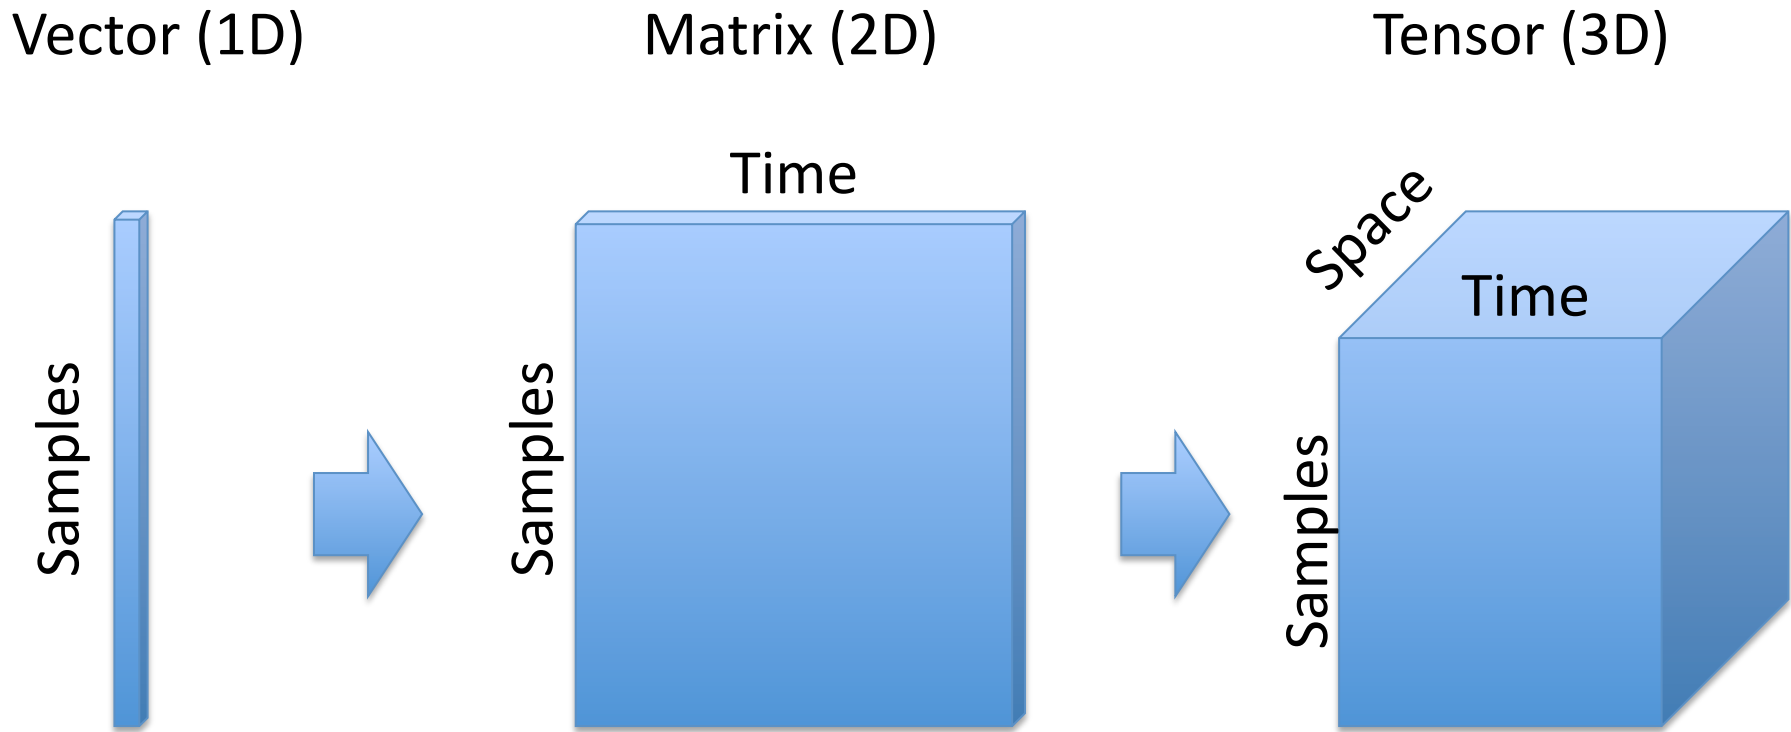 Vector (1D)
Matrix (2D)
Tensor (3D)
Samples
Time
Samples
Space
Time
Samples